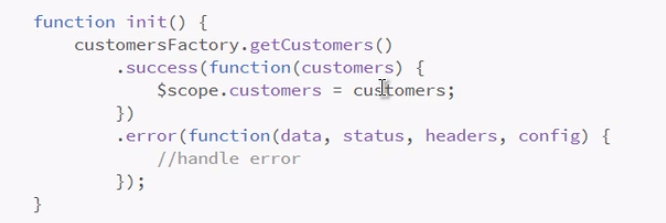 function init() {
    customersFactory.getCustomers()
        .success(function(customers) {
            $scope.customers = customers;
        })
        .error(function(data, status, headers, config) {
            //handle error
        });
}